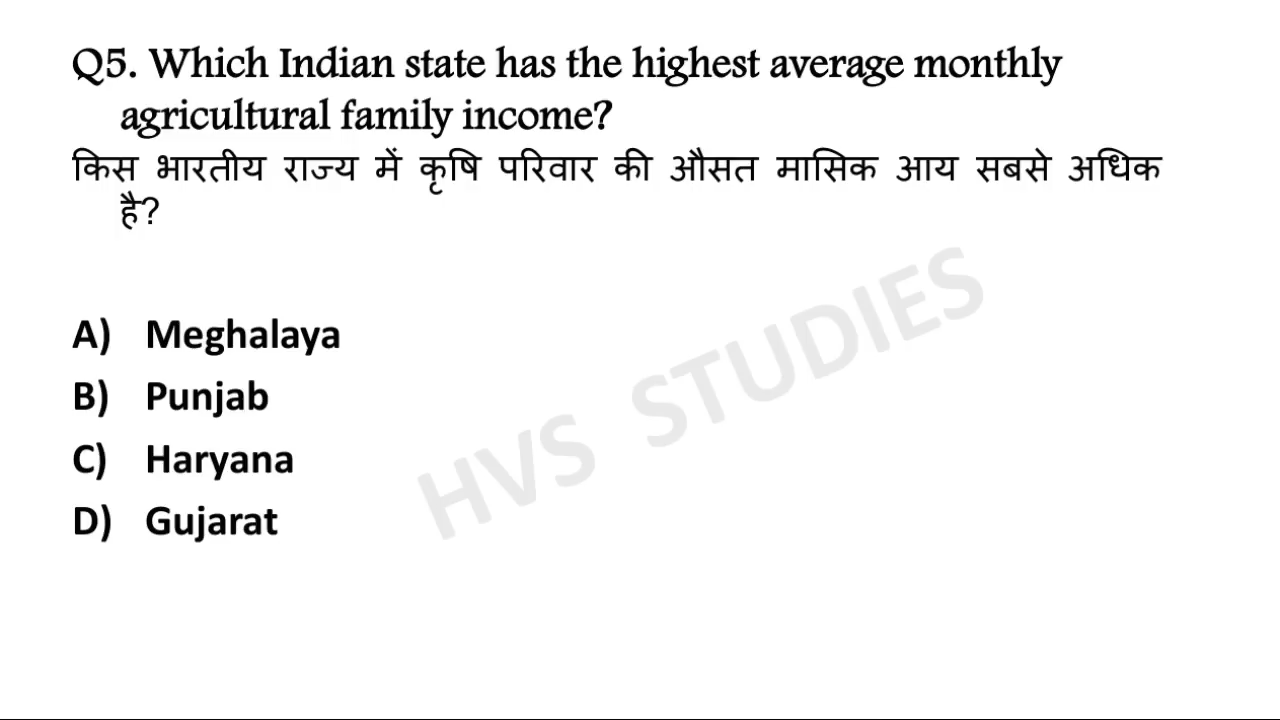 Q5. Which Indian state has the highest average monthly
agricultural family income?
किस भारतीय राज्य में कृषि परिवार की औसत मासिक आय सबसे अधिक
है?
A) Meghalaya
B) Punjab
C) Haryana
D) Gujarat
HVS STUDIES